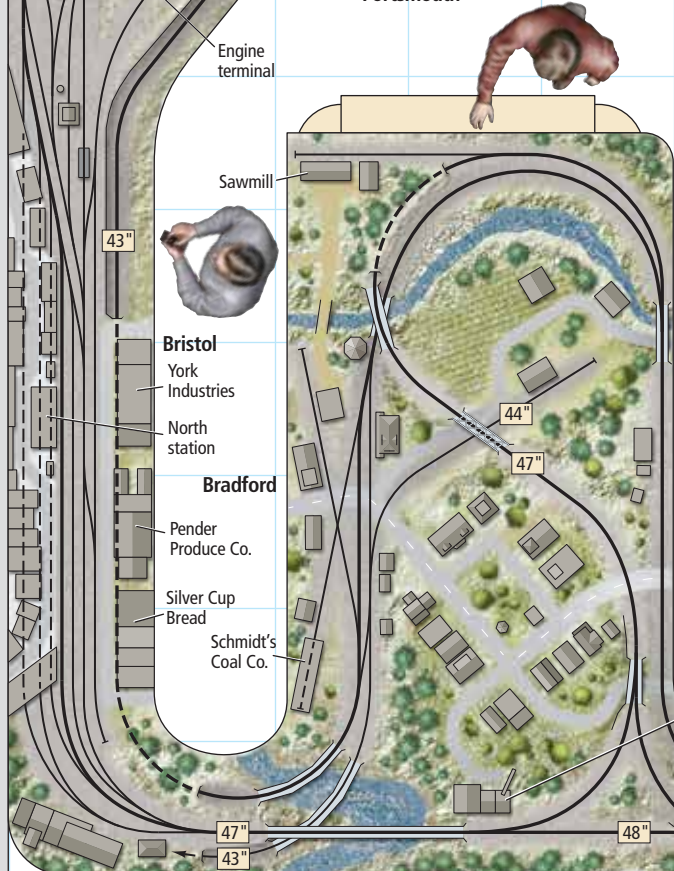 Portsmouth
Engine
terminal
Sawmill
43"
Bristol
York
Industries
North
station
44"
47"
Bradford
Pender
Produce Co.
Silver Cup
Bread
Schmidt's
Coal Co.
47"
48"
43"